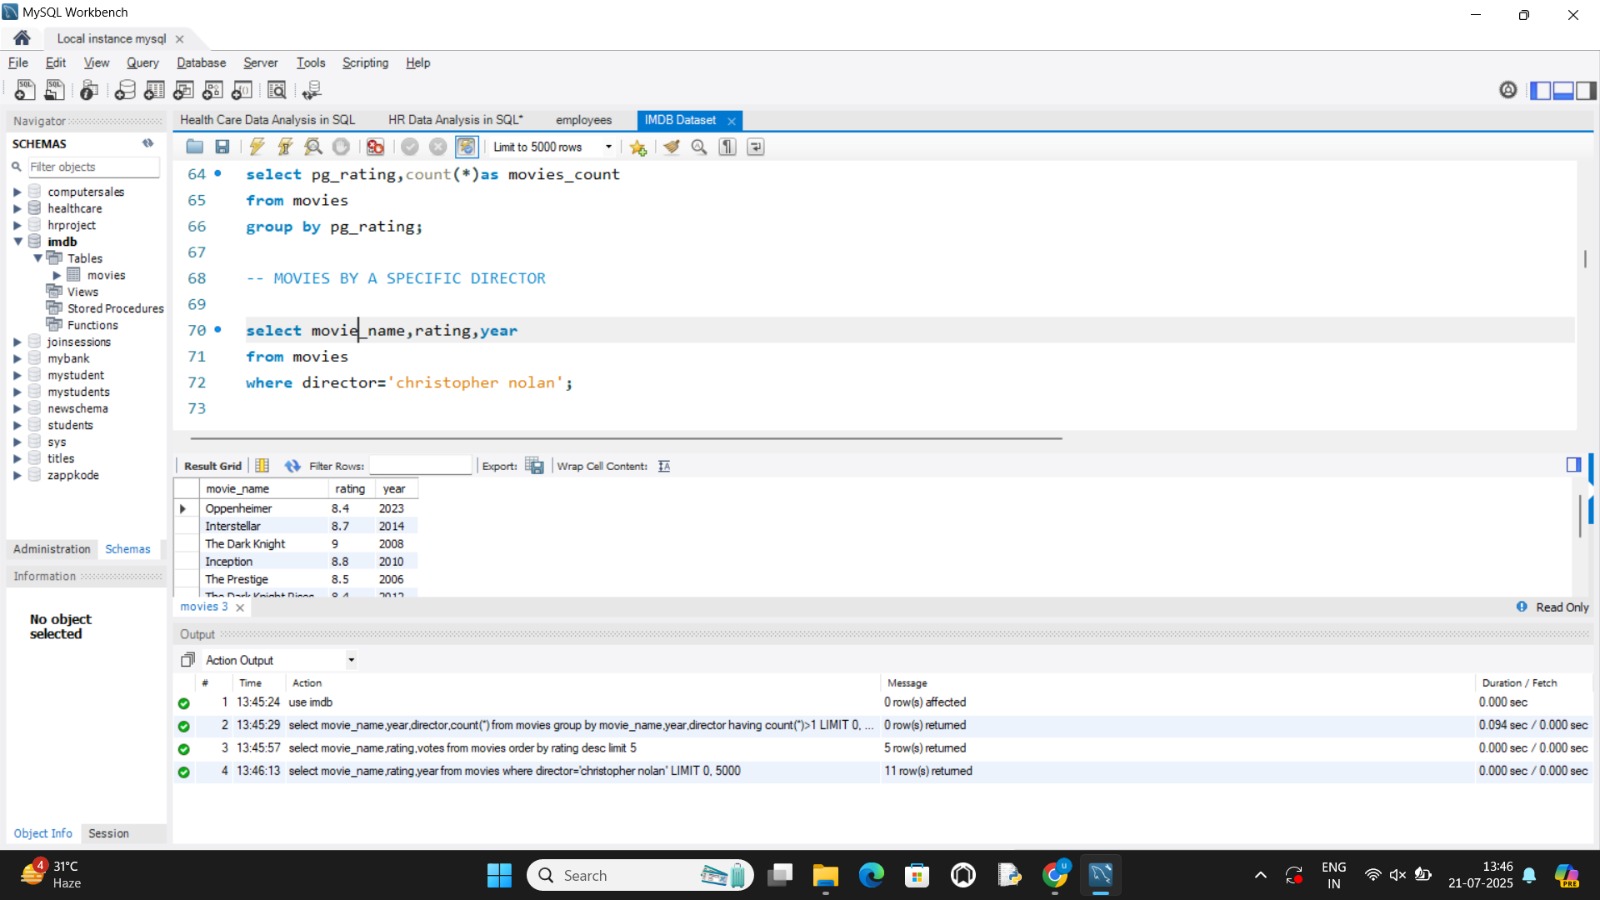 MySQL Workbench
Local instance mysql
File Edit View Query Database Server Tools Scripting Help
Navigator
SCHEMAS
Filter objects
computersales
healthcare
hrproject
imdb
Tables
movies
Views
Stored Procedures
Functions
joinsessions
mybank
mystudent
mystudents
newschema
students
sys
titles
zappkode
Administration Schemas
Information
No object
selected
Object Info Session
Health Care Data Analysis in SQL HR Data Analysis in SQL* employees IMDB Dataset
Limit to 5000 rows
64 select pg_rating,count(*)as movies_count
65 from movies
66 group by pg_rating;
67
68 -- MOVIES BY A SPECIFIC DIRECTOR
69
70 select movie_name,rating,year
71 from movies
72 where director='christopher nolan';
73
Result Grid Filter Rows: Export: Wrap Cell Content:
movie_name rating year
Oppenheimer 8.4 2023
Interstellar 8.7 2014
The Dark Knight 9 2008
Inception 8.8 2010
The Prestige 8.5 2006
The Dark Knight Rises 8.4 2012
movies 3 Read Only
Output
Action Output
# Time Action Message Duration / Fetch
1 13:45:24 use imdb 0 row(s) affected 0.000 sec
2 13:45:29 select movie_name,year,director,count(*) from movies group by movie_name,year,director having count(*)>1 LIMIT 0, ... 0 row(s) returned 0.094 sec / 0.000 sec
3 13:45:57 select movie_name,rating,votes from movies order by rating desc limit 5 5 row(s) returned 0.000 sec / 0.000 sec
4 13:46:13 select movie_name,rating,year from movies where director='christopher nolan' LIMIT 0, 5000 11 row(s) returned 0.000 sec / 0.000 sec
4
31°C
Haze
Search
ENG
IN
13:46
21-07-2025
PRE